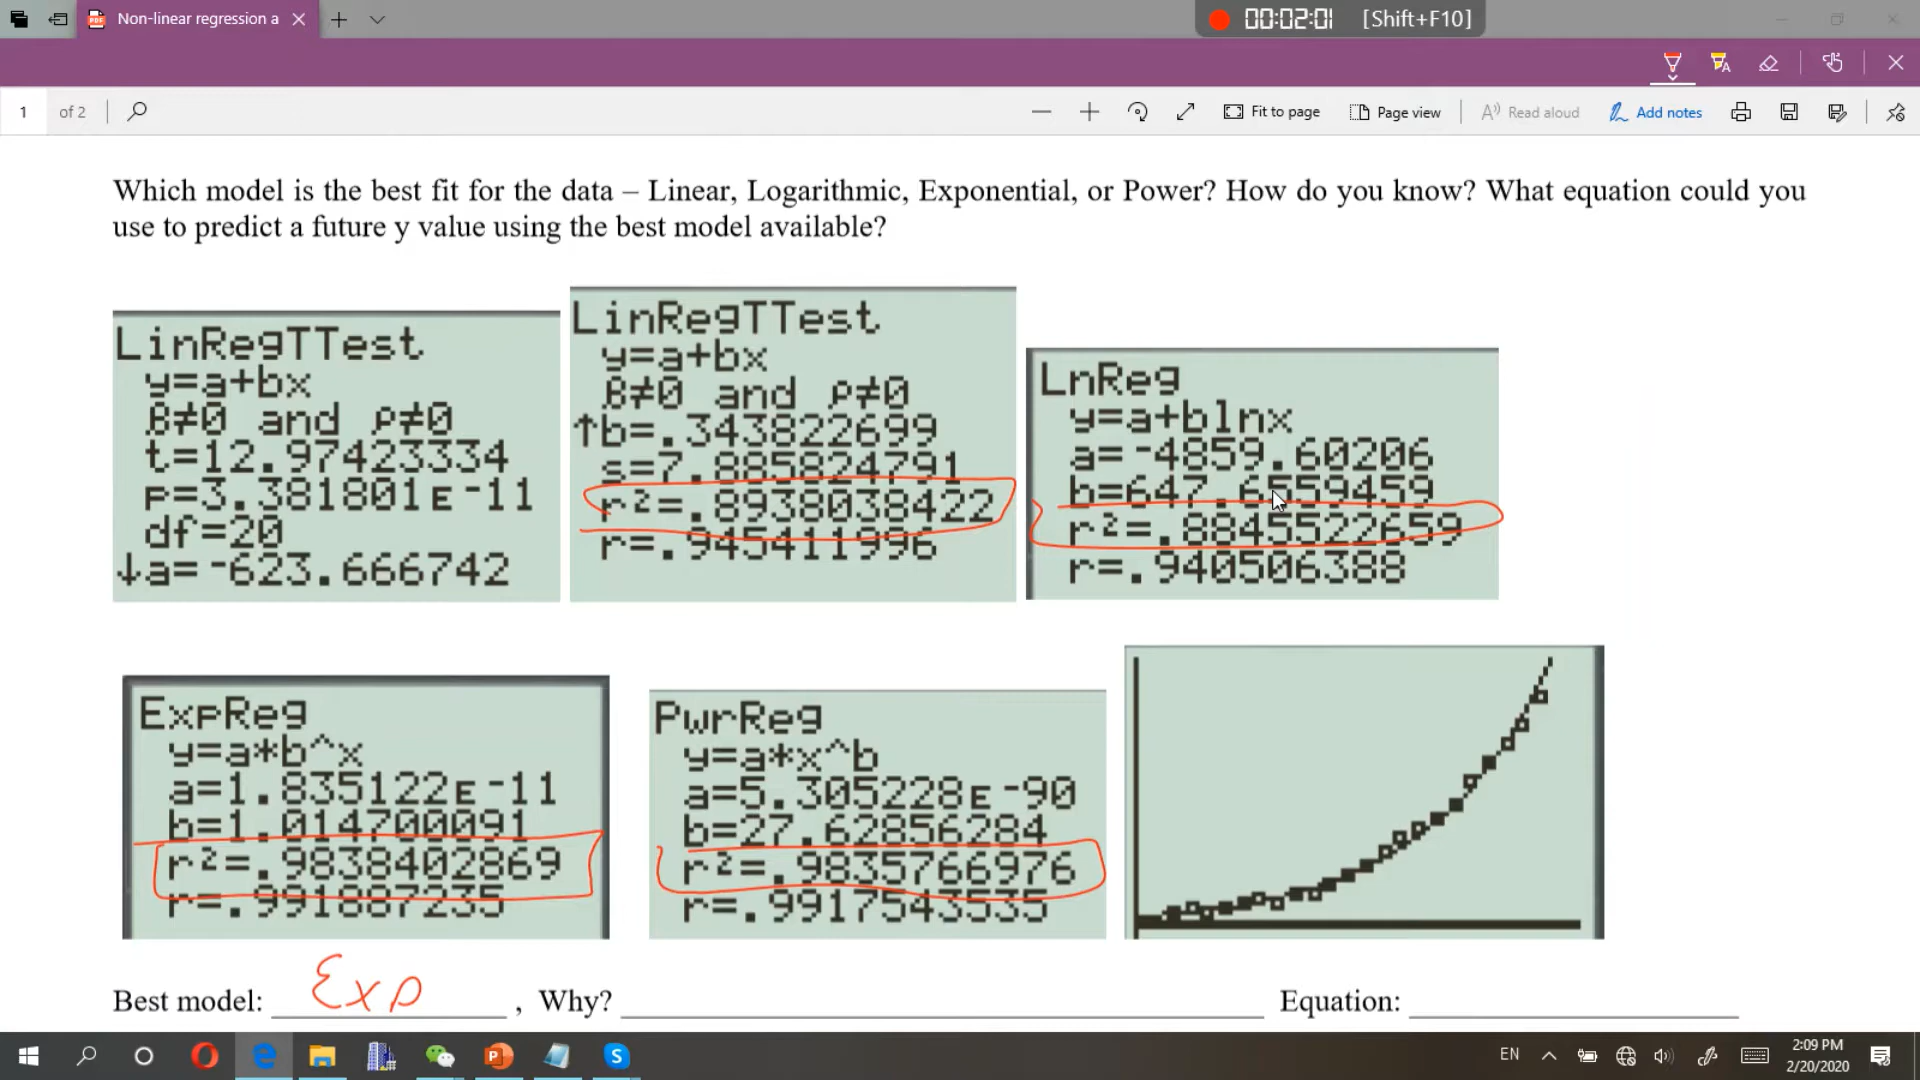 Non-linear regression a
00:02:01 [Shift+F10]
1 of 2
Fit to page
Page view
Read aloud
Add notes
Which model is the best fit for the data – Linear, Logarithmic, Exponential, or Power? How do you know? What equation could you
use to predict a future y value using the best model available?
LinRegTTest
y=a+bx
β≠0 and ρ≠0
t=12.97423334
p=3.381801E-11
df=20
↓a=-623.666742
LinRegTTest
y=a+bx
β≠0 and ρ≠0
↑b=.343822699
s=7.885824791
r²=.8938038422
r=.945411996
LnReg
y=a+blnx
a=-4859.60206
b=647.6559459
r²=.8845522659
r=.940506388
ExpReg
y=a*b^x
a=1.835122E-11
b=1.014700091
r²=.9838402869
r=.991887235
PwrReg
y=a*x^b
a=5.305228E-90
b=27.62856284
r²=.9835766976
r=.9917543535
Best model: Exp , Why? Equation:
EN
2:09 PM
2/20/2020